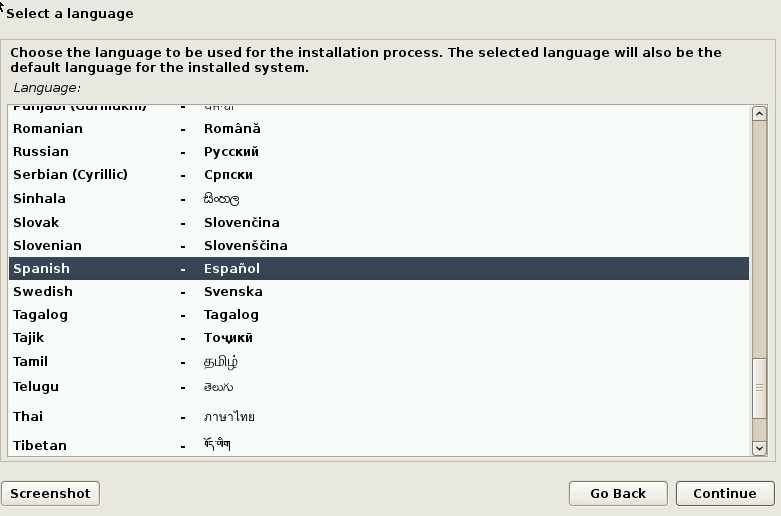 Select a language
Choose the language to be used for the installation process. The selected language will also be the
default language for the installed system.
Language:
Punjabi (Gurmukhi) - ਪੰਜਾਬੀ
Romanian - Română
Russian - Русский
Serbian (Cyrillic) - Српски
Sinhala - සිංහල
Slovak - Slovenčina
Slovenian - Slovenščina
Spanish - Español
Swedish - Svenska
Tagalog - Tagalog
Tajik - Тоҷикӣ
Tamil - தமிழ்
Telugu - తెలుగు
Thai - ภาษาไทย
Tibetan - བོད་ཡིག
Screenshot Go Back Continue